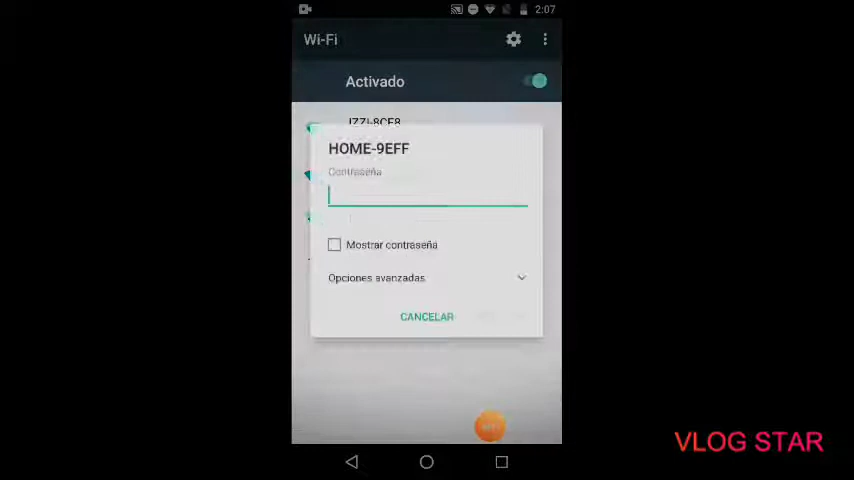 2:07
Wi-Fi
Activado
HOME-9EFF
Contraseña
Mostrar contraseña
Opciones avanzadas
CANCELAR
VLOG STAR